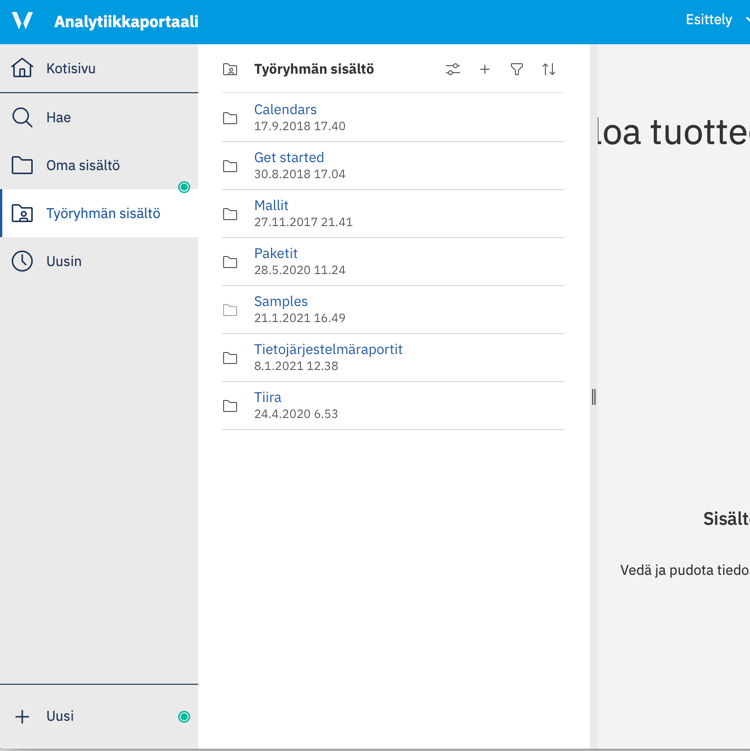 Analytiikkaportaali
Esittely
Kotisivu
Hae
Oma sisältö
Työryhmän sisältö
Uusin
Uusi
Työryhmän sisältö
Calendars
17.9.2018 17.40
Get started
30.8.2018 17.04
Mallit
27.11.2017 21.41
Paketit
28.5.2020 11.24
Samples
21.1.2021 16.49
Tietojärjestelmäraportit
8.1.2021 12.38
Tiira
24.4.2020 6.53
loa tuottee
Sisält
Vedä ja pudota tiedo